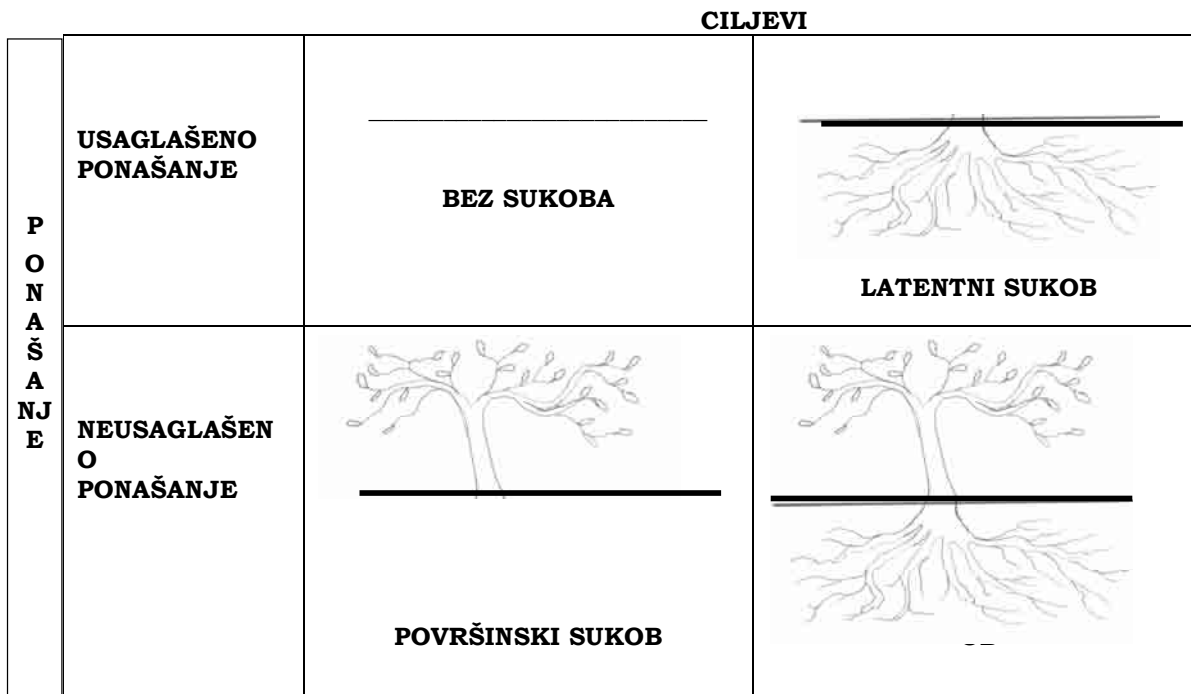 CILJEVI
P
O
N
A
Š
A
NJ
E
USAGLAŠENO
PONAŠANJE
BEZ SUKOBA
LATENTNI SUKOB
NEUSAGLAŠEN
O
PONAŠANJE
POVRŠINSKI SUKOB